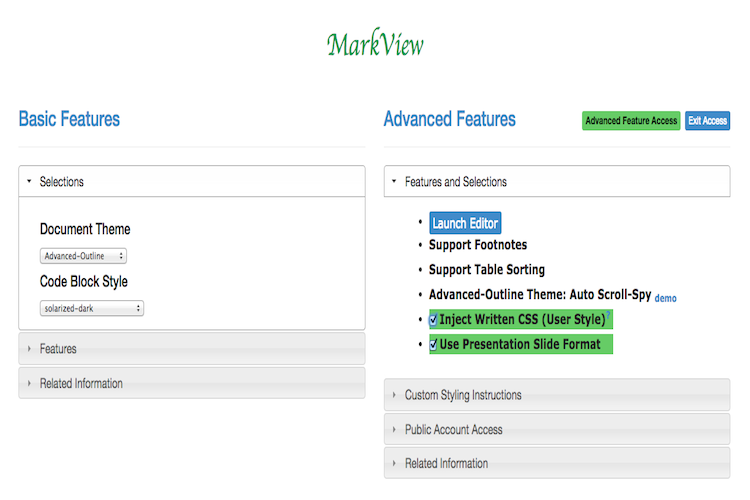 MarkView
Basic Features
Selections
Document Theme
Advanced-Outline
Code Block Style
solarized-dark
Features
Related Information
Advanced Features
Advanced Feature Access
Exit Access
Features and Selections
Launch Editor
Support Footnotes
Support Table Sorting
Advanced-Outline Theme: Auto Scroll-Spy demo
Inject Written CSS (User Style)?
Use Presentation Slide Format
Custom Styling Instructions
Public Account Access
Related Information